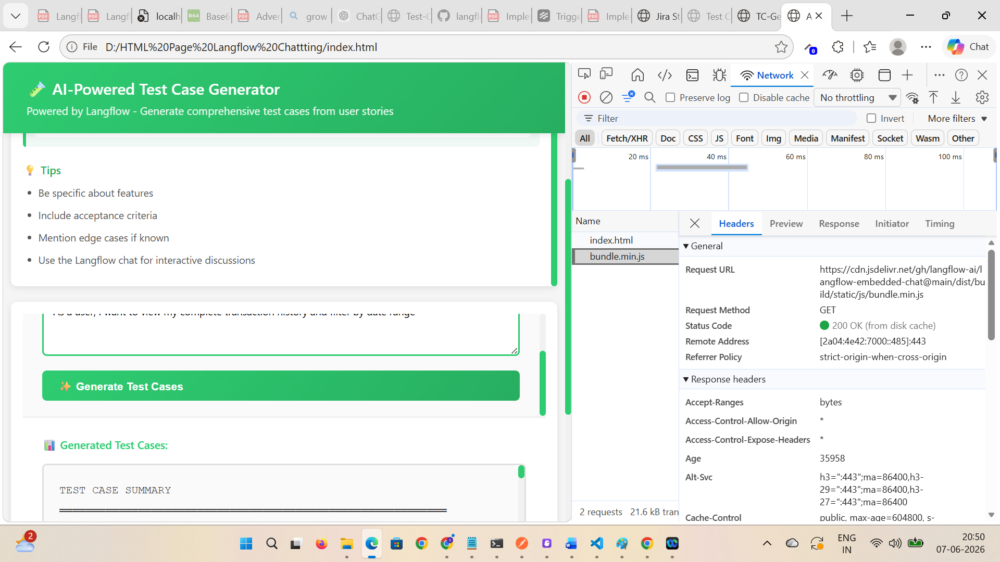 Langfl
Langfl
localh
Base6
Adver
grow
ChatG
Test-C
langfl
Imple
Trigge
Imple
Jira St
Test C
TC-Ge
A
File D:/HTML%20Page%20Langflow%20Chattting/index.html
0
Chat
AI-Powered Test Case Generator
Powered by Langflow - Generate comprehensive test cases from user stories
Tips
Be specific about features
Include acceptance criteria
Mention edge cases if known
Use the Langflow chat for interactive discussions
As a user, I want to view my complete transaction history and filter by date range
Generate Test Cases
Generated Test Cases:
TEST CASE SUMMARY
Network
Preserve log
Disable cache
No throttling
Filter
Invert
More filters
All Fetch/XHR Doc CSS JS Font Img Media Manifest Socket Wasm Other
20 ms 40 ms 60 ms 80 ms 100 ms
Name
index.html
bundle.min.js
2 requests 21.6 kB tran
Headers Preview Response Initiator Timing
General
Request URL https://cdn.jsdelivr.net/gh/langflow-ai/l
angflow-embedded-chat@main/dist/bu
ild/static/js/bundle.min.js
Request Method GET
Status Code 200 OK (from disk cache)
Remote Address [2a04:4e42:7000::485]:443
Referrer Policy strict-origin-when-cross-origin
Response headers
Accept-Ranges bytes
Access-Control-Allow-Origin *
Access-Control-Expose-Headers *
Age 35958
Alt-Svc h3=":443";ma=86400,h3-
29=":443";ma=86400,h3-
27=":443";ma=86400
Cache-Control public, max-age=604800, s-
2
ENG
IN
20:50
07-06-2026